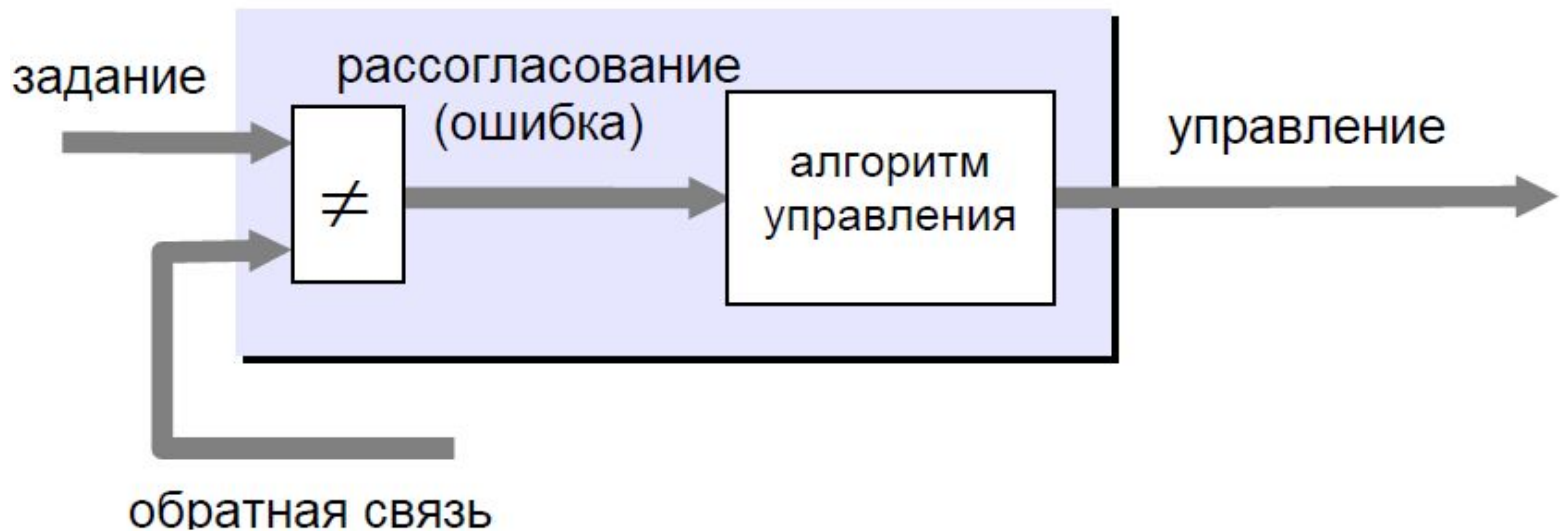 задание
рассогласование
(ошибка)
≠
алгоритм
управления
управление
обратная связь